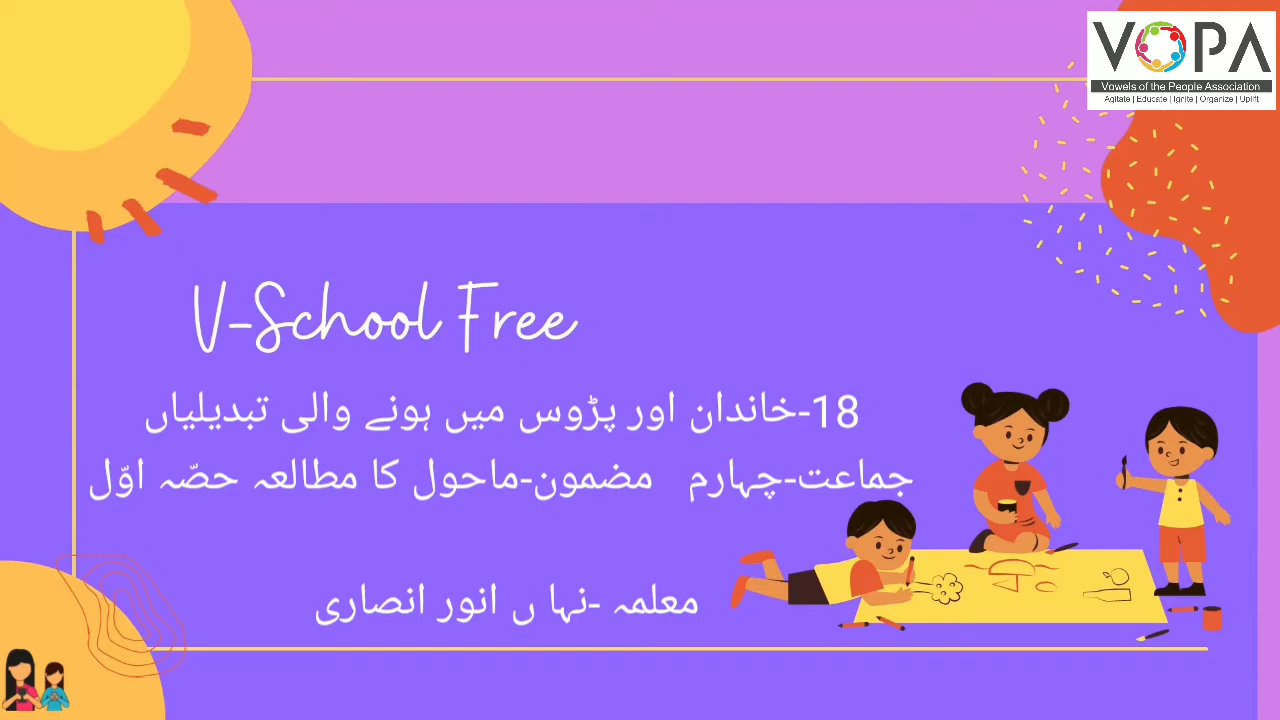 VOPA
Vowels of the People Association
Agitate | Educate | Ignite | Organize | Uplift
V-School Free
18-خاندان اور پڑوس میں ہونے والی تبدیلیاں
جماعت-چہارم مضمون-ماحول کا مطالعہ حصّہ اوّل
معلمہ -نہا ں انور انصاری